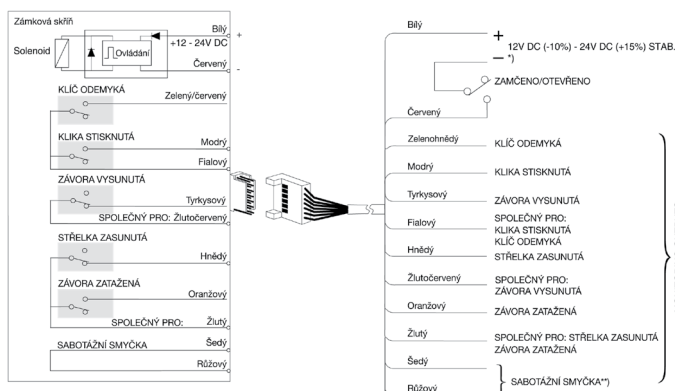 Zámková skříň
Bílý
+
+12 - 24V DC
Solenoid
Ovládání
Červený
-
KLÍČ ODEMYKÁ
Zelený/červený
KLIKA STISKNUTÁ
Modrý
Fialový
ZÁVORA VYSUNUTÁ
Tyrkysový
SPOLEČNÝ PRO: Žlutočervený
STŘELKA ZASUNUTÁ
Hnědý
ZÁVORA ZATAŽENÁ
Oranžový
SPOLEČNÝ PRO: Žlutý
SABOTÁŽNÍ SMYČKA
Šedý
Růžový
Bílý
+
12V DC (-10%) - 24V DC (+15%) STAB.
— *)
ZAMČENO/OTEVŘENO
Červený
Zelenohnědý
KLÍČ ODEMYKÁ
Modrý
KLIKA STISKNUTÁ
Tyrkysový
ZÁVORA VYSUNUTÁ
Fialový
SPOLEČNÝ PRO:
KLIKA STISKNUTÁ
KLÍČ ODEMYKÁ
Hnědý
STŘELKA ZASUNUTÁ
Žlutočervený
SPOLEČNÝ PRO:
ZÁVORA VYSUNUTÁ
Oranžový
ZÁVORA ZATAŽENÁ
Žlutý
SPOLEČNÝ PRO: STŘELKA ZASUNUTÁ
ZÁVORA ZATAŽENÁ
Šedý
SABOTÁŽNÍ SMYČKA**)
Růžový